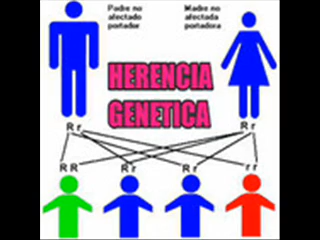 Padre no
afectado
portador
Madre no
afectada
portadora
HERENCIA
GENETICA
R r
R r
R R
R r
R r
r r